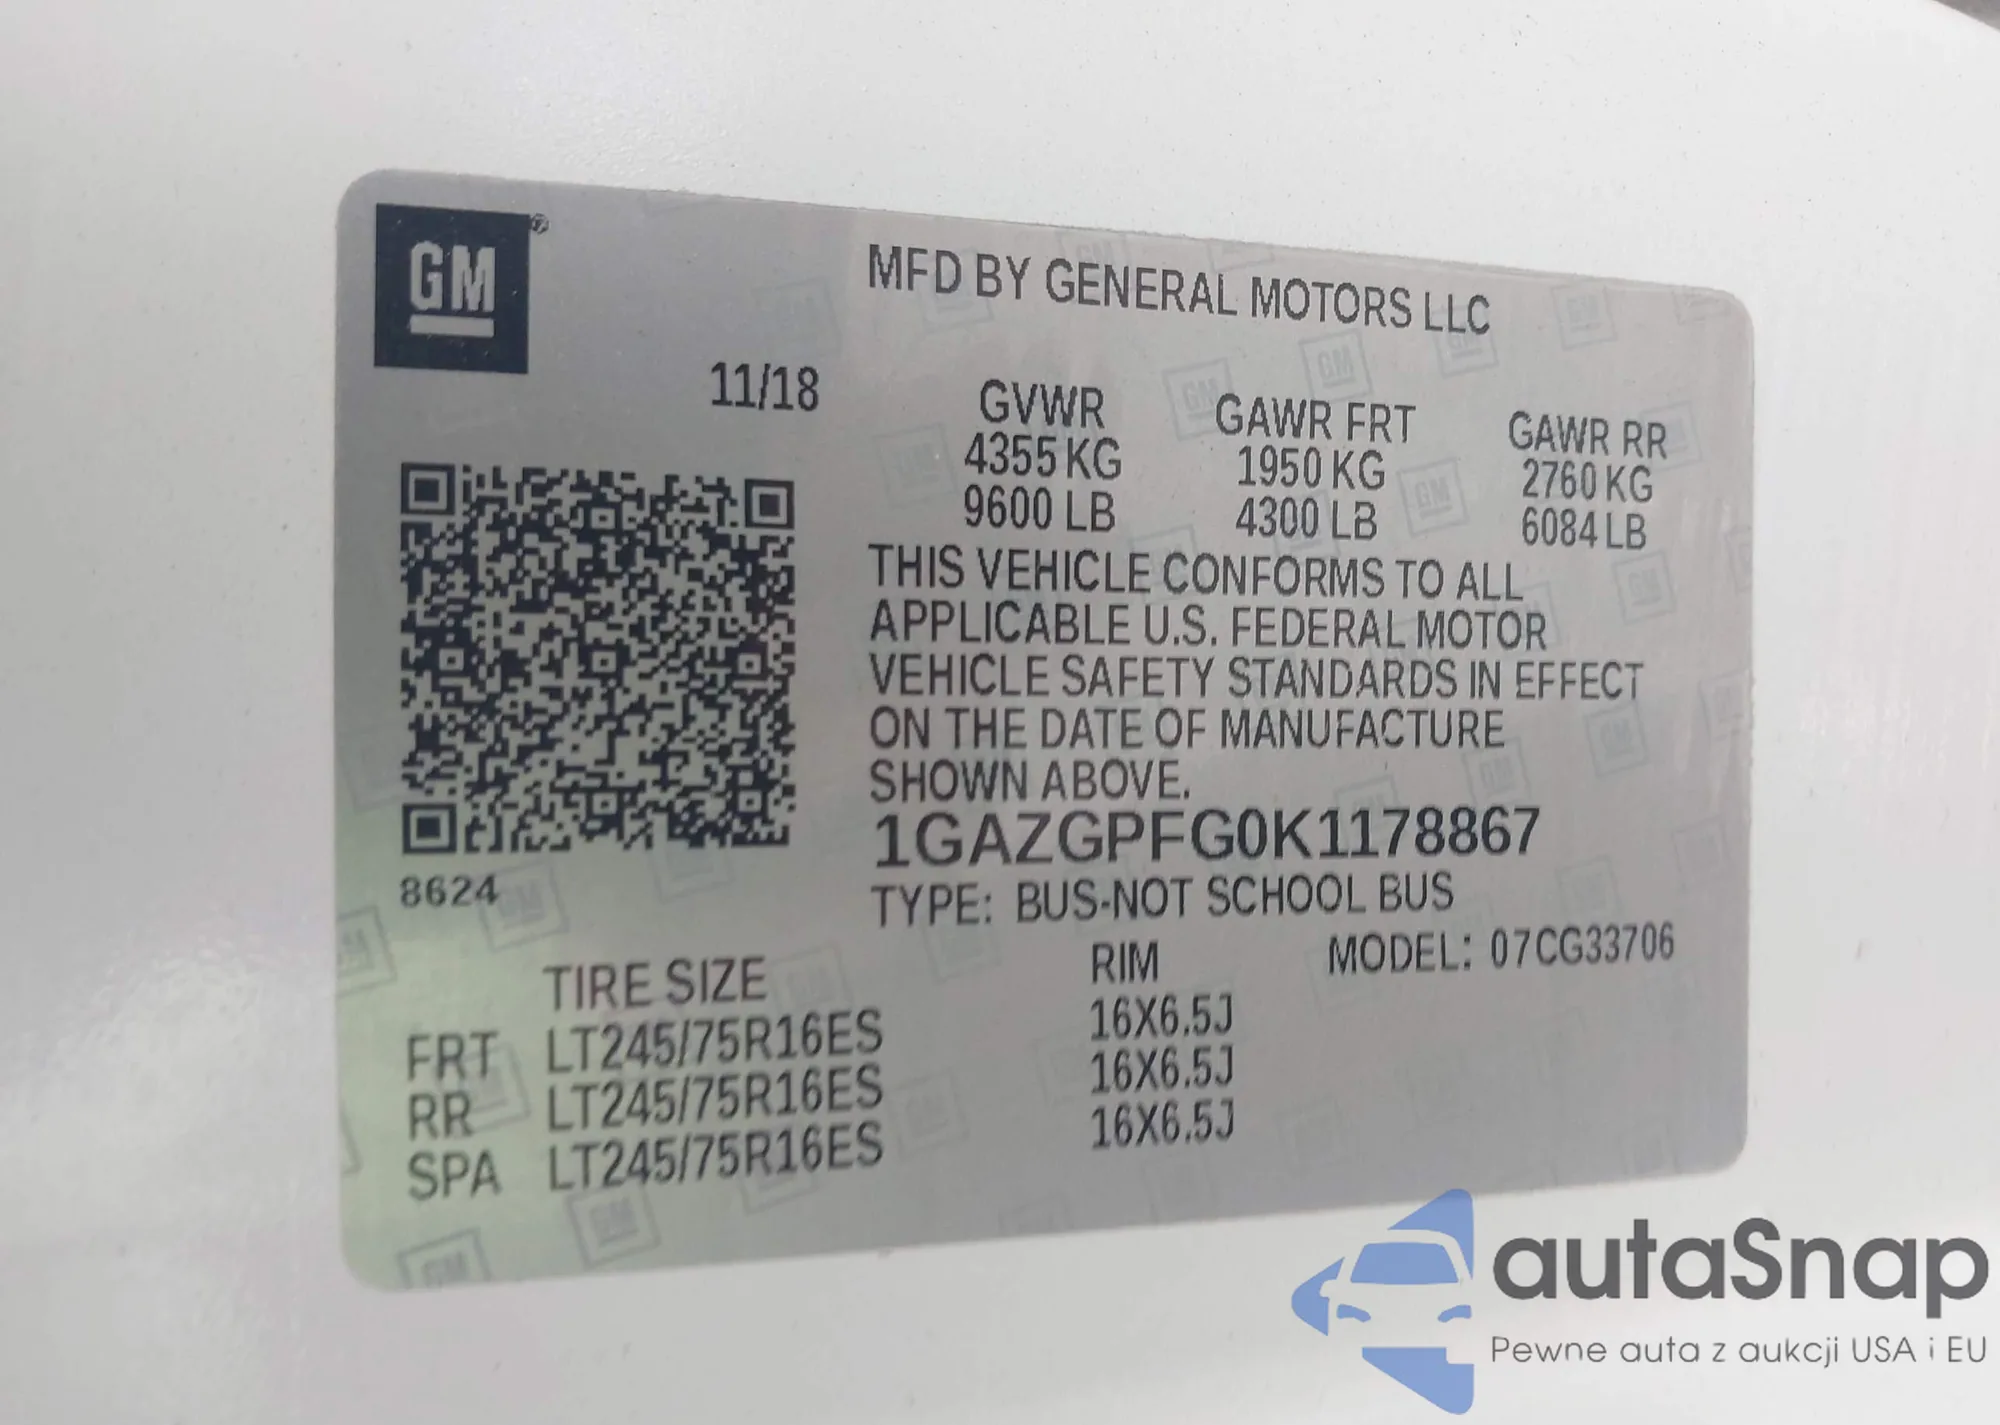 GM
MFD BY GENERAL MOTORS LLC
11/18
GVWR GAWR FRT GAWR RR
4355 KG 1950 KG 2760 KG
9600 LB 4300 LB 6084 LB
THIS VEHICLE CONFORMS TO ALL
APPLICABLE U.S. FEDERAL MOTOR
VEHICLE SAFETY STANDARDS IN EFFECT
ON THE DATE OF MANUFACTURE
SHOWN ABOVE.
1GAZGPFG0K1178867
8624
TYPE: BUS-NOT SCHOOL BUS
TIRE SIZE RIM MODEL: 07CG33706
FRT LT245/75R16ES 16X6.5J
RR LT245/75R16ES 16X6.5J
SPA LT245/75R16ES 16X6.5J
autaSnap
Pewne auta z aukcji USA i EU